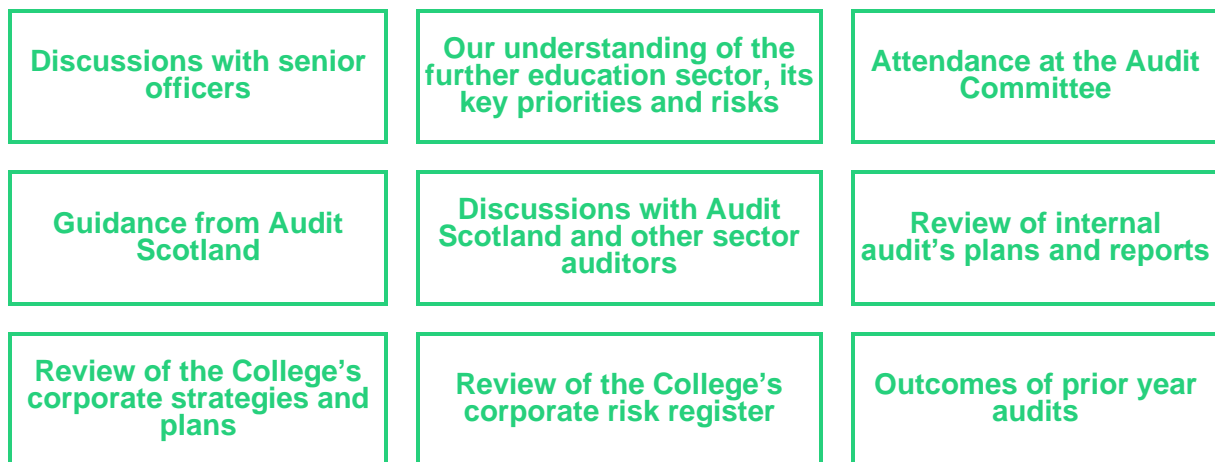 Discussions with senior
officers
Our understanding of the
further education sector, its
key priorities and risks
Attendance at the Audit
Committee
Guidance from Audit
Scotland
Discussions with Audit
Scotland and other sector
auditors
Review of internal
audit’s plans and reports
Review of the College’s
corporate strategies and
plans
Review of the College’s
corporate risk register
Outcomes of prior year
audits